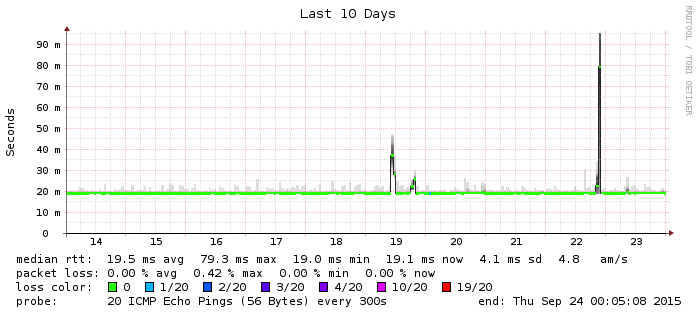 Last 10 Days
RRDTOOL / TOBI OETIKER
Seconds
90 m
80 m
70 m
60 m
50 m
40 m
30 m
20 m
10 m
0
14 15 16 17 18 19 20 21 22 23
median rtt: 19.5 ms avg 79.3 ms max 19.0 ms min 19.1 ms now 4.1 ms sd 4.8 am/s
packet loss: 0.00 % avg 0.42 % max 0.00 % min 0.00 % now
loss color: 0 1/20 2/20 3/20 4/20 10/20 19/20
probe: 20 ICMP Echo Pings (56 Bytes) every 300s end: Thu Sep 24 00:05:08 2015